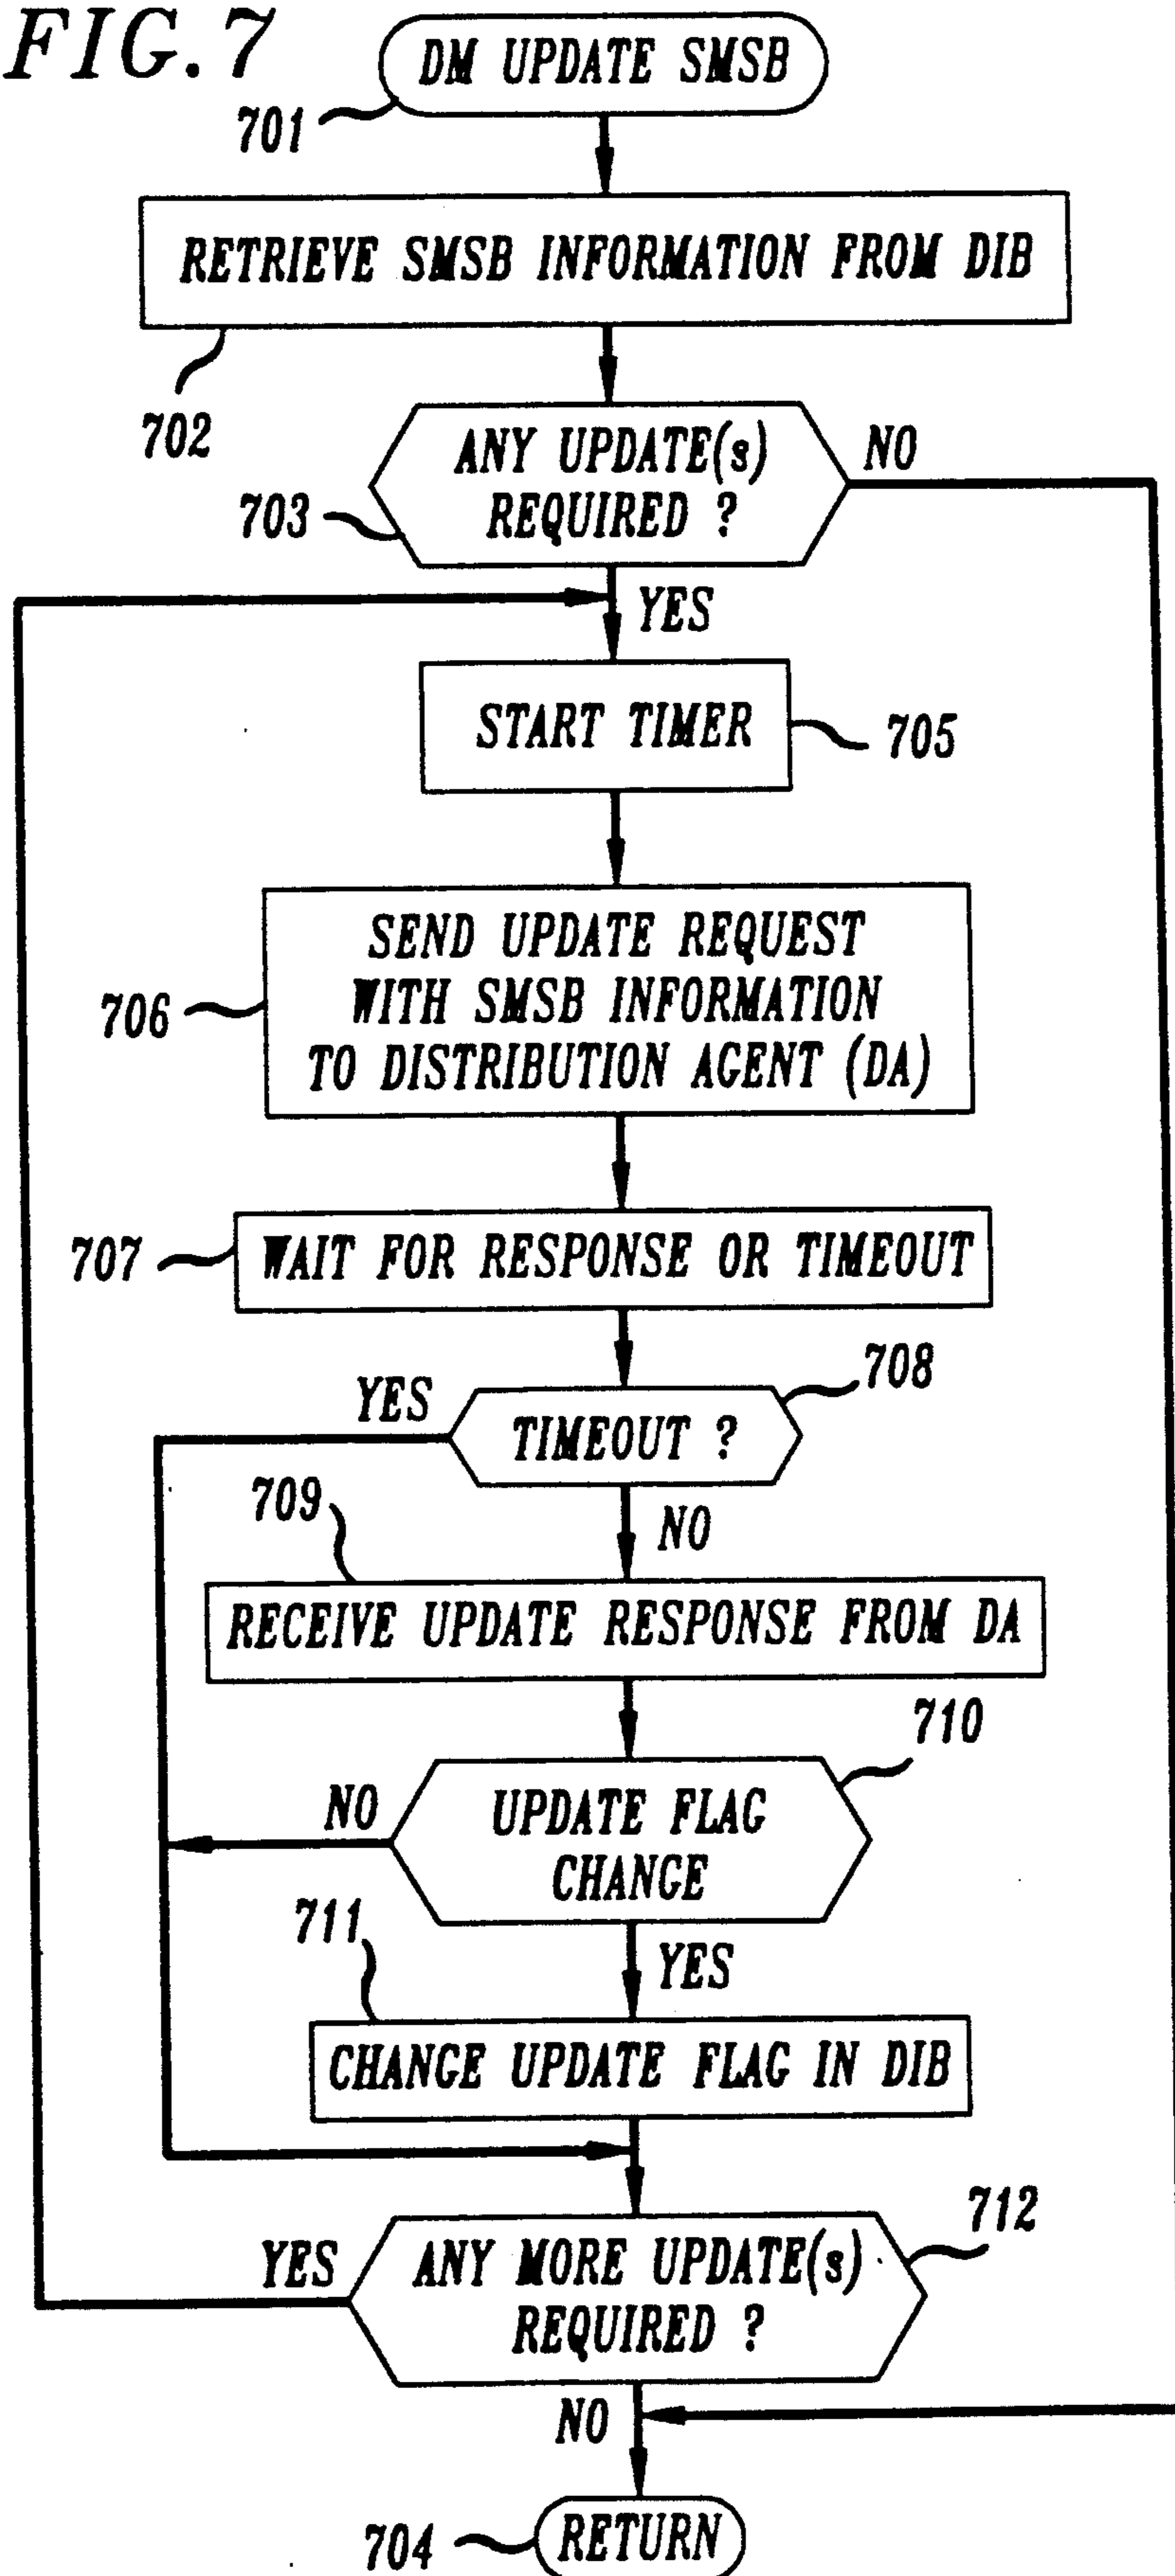 FIG. 7
DM UPDATE SMSB
701
RETRIEVE SMSB INFORMATION FROM DIB
702
ANY UPDATE(s)
REQUIRED ?
NO
703
YES
START TIMER
705
SEND UPDATE REQUEST
WITH SMSB INFORMATION
TO DISTRIBUTION AGENT (DA)
706
WAIT FOR RESPONSE OR TIMEOUT
707
708
YES
TIMEOUT ?
709
NO
RECEIVE UPDATE RESPONSE FROM DA
710
NO
UPDATE FLAG
CHANGE
711
YES
CHANGE UPDATE FLAG IN DIB
712
YES
ANY MORE UPDATE(s)
REQUIRED ?
NO
704
RETURN